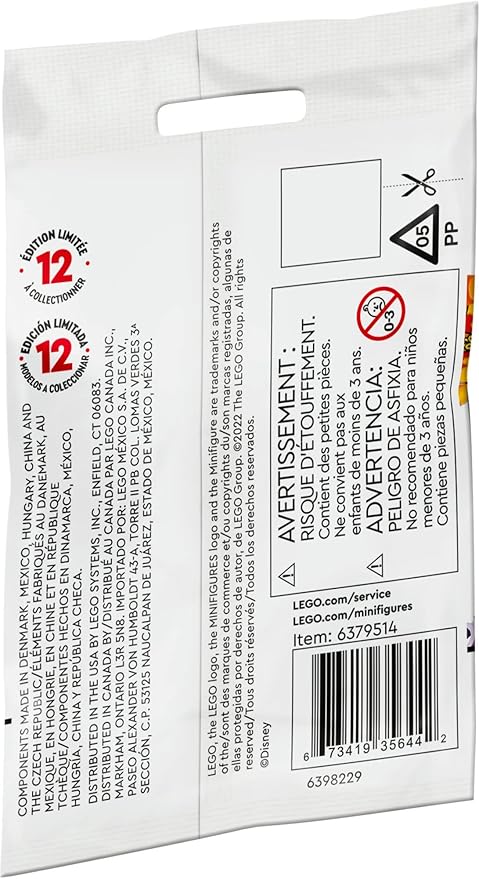 ÉDITION LIMITÉE
12
À COLLECTIONNER
EDICIÓN LIMITADA
12
MODELOS A COLECCIONAR
COMPONENTS MADE IN DENMARK, MEXICO, HUNGARY, CHINA AND
THE CZECH REPUBLIC/ÉLÉMENTS FABRIQUÉS AU DANEMARK, AU
MEXIQUE, EN HONGRIE, EN CHINE ET EN RÉPUBLIQUE
TCHÈQUE/COMPONENTES HECHOS EN DINAMARCA, MÉXICO,
HUNGRÍA, CHINA Y REPÚBLICA CHECA.
DISTRIBUTED IN THE USA BY LEGO SYSTEMS, INC., ENFIELD, CT 06083.
DISTRIBUTED IN CANADA BY/DISTRIBUÉ AU CANADA PAR LEGO CANADA INC.,
MARKHAM, ONTARIO L3R 5N8. IMPORTADO POR: LEGO MÉXICO S.A. DE C.V.,
PASEO ALEXANDER VON HUMBOLDT 43-A, TORRE II PB COL. LOMAS VERDES 3ª
SECCIÓN, C.P. 53125 NAUCALPAN DE JUÁREZ, ESTADO DE MÉXICO, MÉXICO.
LEGO, the LEGO logo, the MINIFIGURES logo and the Minifigure are trademarks and/or copyrights
of the/sont des marques de commerce et/ou copyrights du/son marcas registradas, algunas de
ellas protegidas por derechos de autor, de LEGO Group. ©2022 The LEGO Group. All rights
reserved/Tous droits réservés/todos los derechos reservados.
©Disney
05
PP
0-3
AVERTISSEMENT :
RISQUE D'ÉTOUFFEMENT.
Contient des petites pièces.
Ne convient pas aux
enfants de moins de 3 ans.
ADVERTENCIA:
PELIGRO DE ASFIXIA.
No recomendado para niños
menores de 3 años.
Contiene piezas pequeñas.
LEGO.com/service
LEGO.com/minifigures
Item: 6379514
6 73419 35644 2
6398229